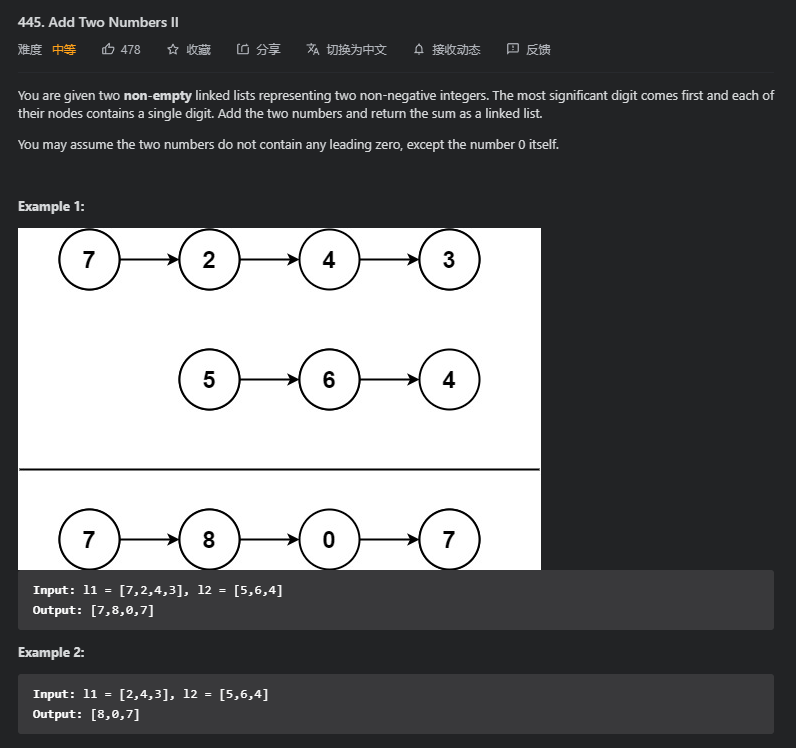 445. Add Two Numbers II
难度 中等 478 收藏 分享 切换为中文 接收动态 反馈
You are given two non-empty linked lists representing two non-negative integers. The most significant digit comes first and each of
their nodes contains a single digit. Add the two numbers and return the sum as a linked list.
You may assume the two numbers do not contain any leading zero, except the number 0 itself.
Example 1:
7 2 4 3
5 6 4
7 8 0 7
Input: l1 = [7,2,4,3], l2 = [5,6,4]
Output: [7,8,0,7]
Example 2:
Input: l1 = [2,4,3], l2 = [5,6,4]
Output: [8,0,7]